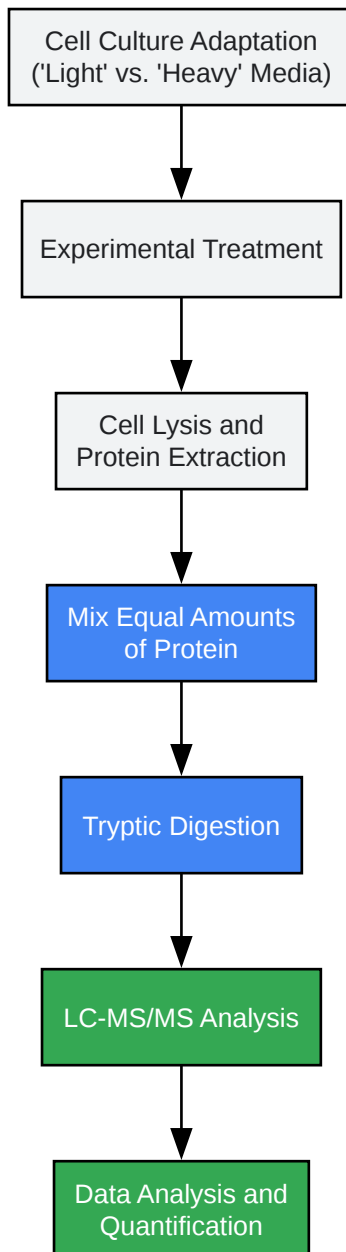 Cell Culture Adaptation
('Light' vs. 'Heavy' Media)
Experimental Treatment
Cell Lysis and
Protein Extraction
Mix Equal Amounts
of Protein
Tryptic Digestion
LC-MS/MS Analysis
Data Analysis and
Quantification